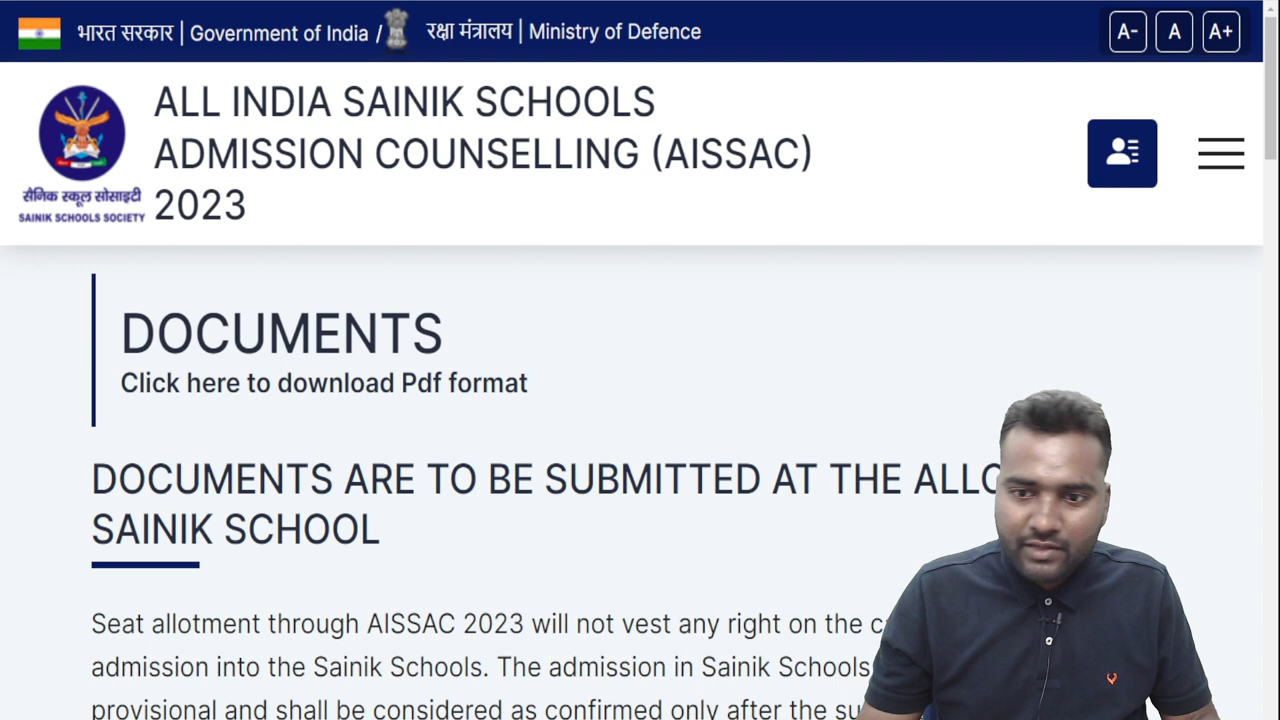 भारत सरकार | Government of India / रक्षा मंत्रालय | Ministry of Defence
A- A A+
ALL INDIA SAINIK SCHOOLS
ADMISSION COUNSELLING (AISSAC)
2023
सैनिक स्कूल सोसाइटी
SAINIK SCHOOLS SOCIETY
DOCUMENTS
Click here to download Pdf format
DOCUMENTS ARE TO BE SUBMITTED AT THE
SAINIK SCHOOL
Seat allotment through AISSAC 2023 will not vest any right on the
admission into the Sainik Schools. The admission in Sainik Schools
provisional and shall be considered as confirmed only after the